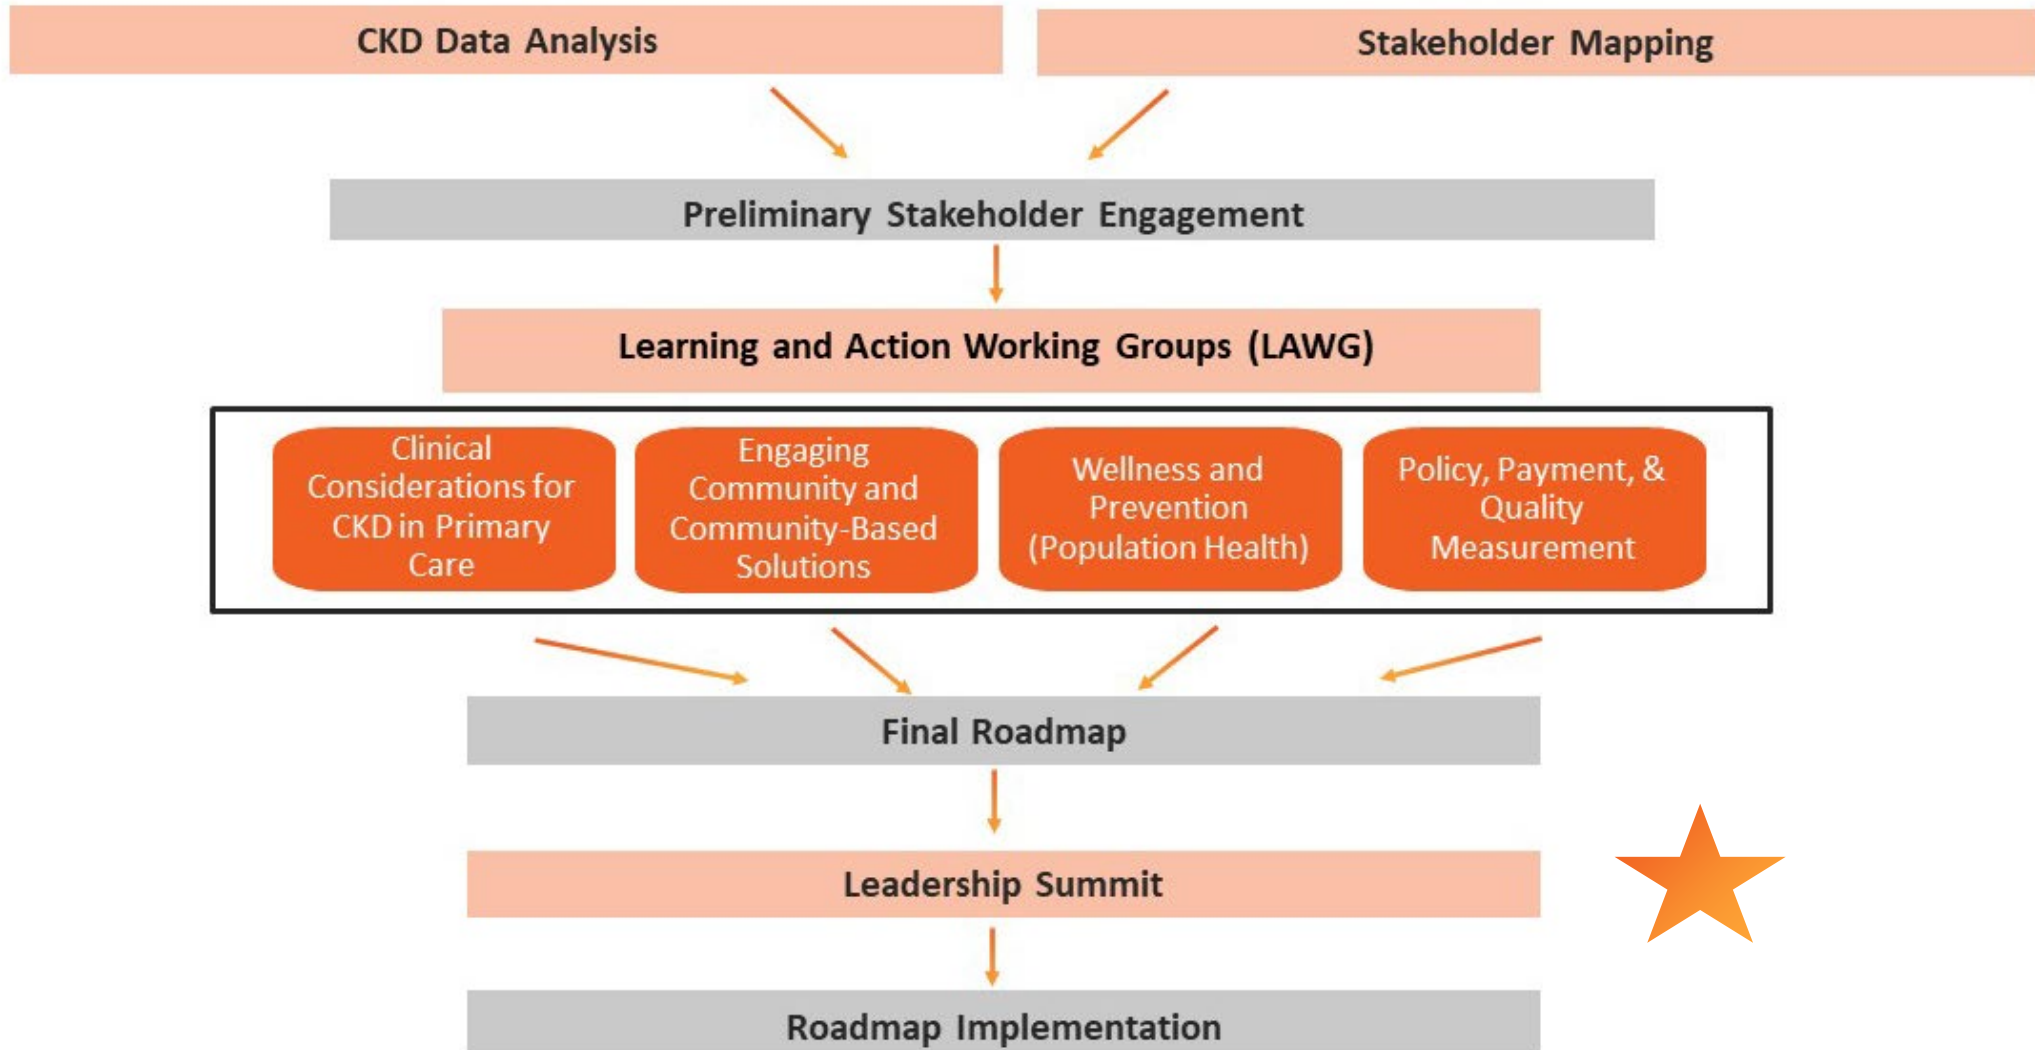 CKD Data Analysis
Stakeholder Mapping
Preliminary Stakeholder Engagement
Learning and Action Working Groups (LAWG)
Clinical
Considerations for
CKD in Primary
Care
Engaging
Community and
Community-Based
Solutions
Wellness and
Prevention
(Population Health)
Policy, Payment, &
Quality
Measurement
Final Roadmap
Leadership Summit
Roadmap Implementation